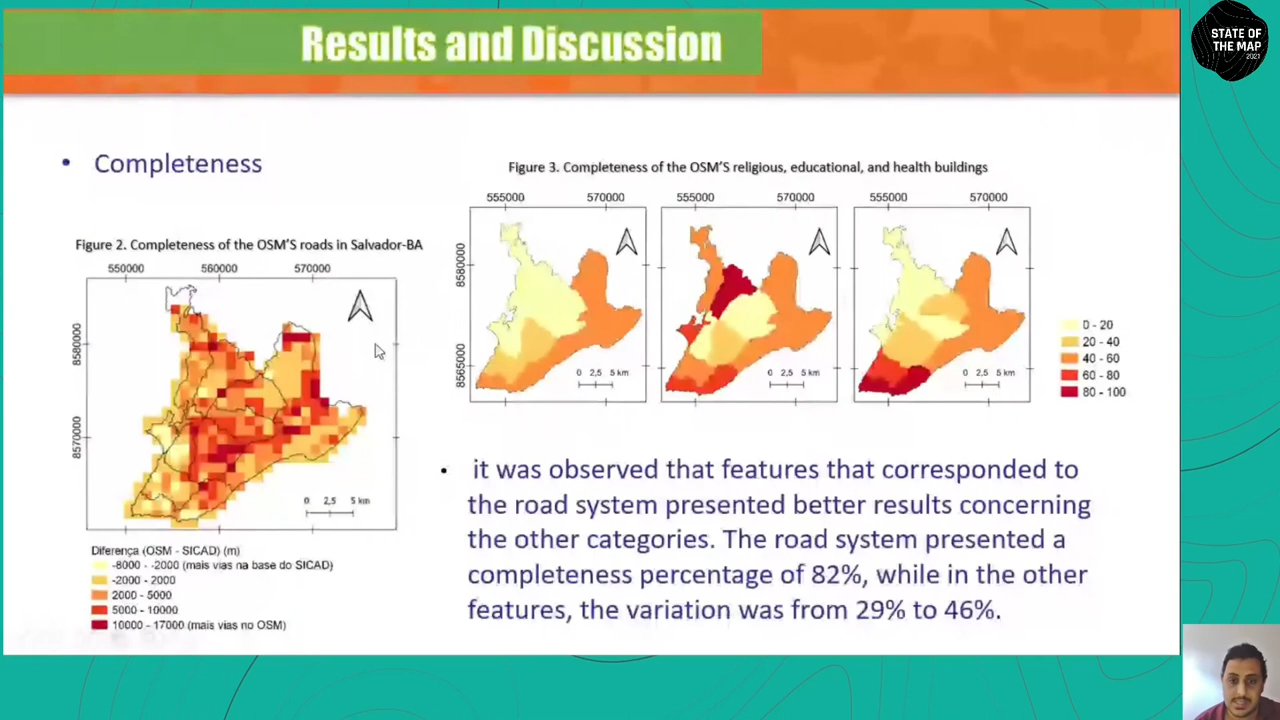 Results and Discussion
STATE OF
THE MAP
2021
• Completeness
Figure 2. Completeness of the OSM'S roads in Salvador-BA
550000 560000 570000
8580000
8570000
0 2,5 5 km
Diferença (OSM - SICAD) (m)
-8000 - -2000 (mais vias na base do SICAD)
-2000 - 2000
2000 - 5000
5000 - 10000
10000 - 17000 (mais vias no OSM)
Figure 3. Completeness of the OSM'S religious, educational, and health buildings
555000 570000 555000 570000 555000 570000
8580000
8565000
0 2,5 5 km 0 2,5 5 km 0 2,5 5 km
0 - 20
20 - 40
40 - 60
60 - 80
80 - 100
• it was observed that features that corresponded to
the road system presented better results concerning
the other categories. The road system presented a
completeness percentage of 82%, while in the other
features, the variation was from 29% to 46%.